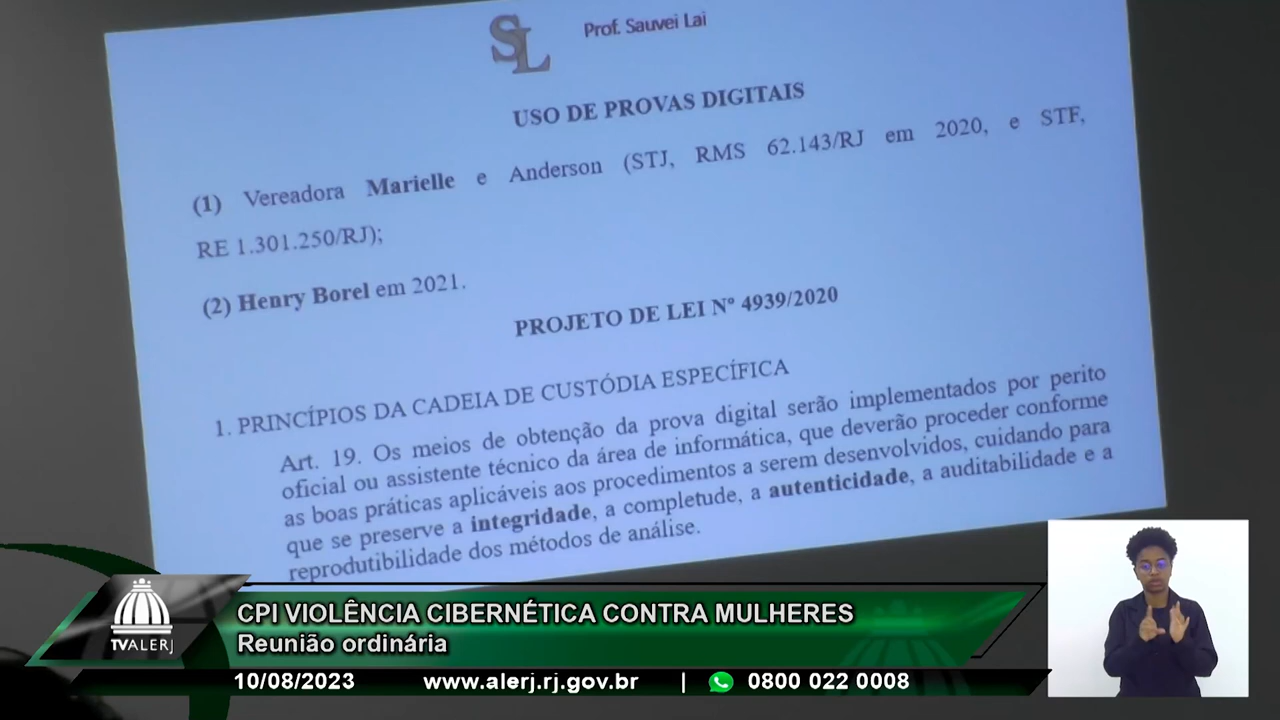 SL
Prof. Sauvei Lai
USO DE PROVAS DIGITAIS
(1) Vereadora Marielle e Anderson (STJ, RMS 62.143/RJ em 2020, e STF,
RE 1.301.250/RJ);
(2) Henry Borel em 2021.
PROJETO DE LEI Nº 4939/2020
1. PRINCÍPIOS DA CADEIA DE CUSTÓDIA ESPECÍFICA
Art. 19. Os meios de obtenção da prova digital serão implementados por perito
oficial ou assistente técnico da área de informática, que deverão proceder conforme
as boas práticas aplicáveis aos procedimentos a serem desenvolvidos, cuidando para
que se preserve a integridade, a completude, a autenticidade, a auditabilidade e a
reprodutibilidade dos métodos de análise.
CPI VIOLÊNCIA CIBERNÉTICA CONTRA MULHERES
Reunião ordinária
TVALERJ
10/08/2023 www.alerj.rj.gov.br | 0800 022 0008